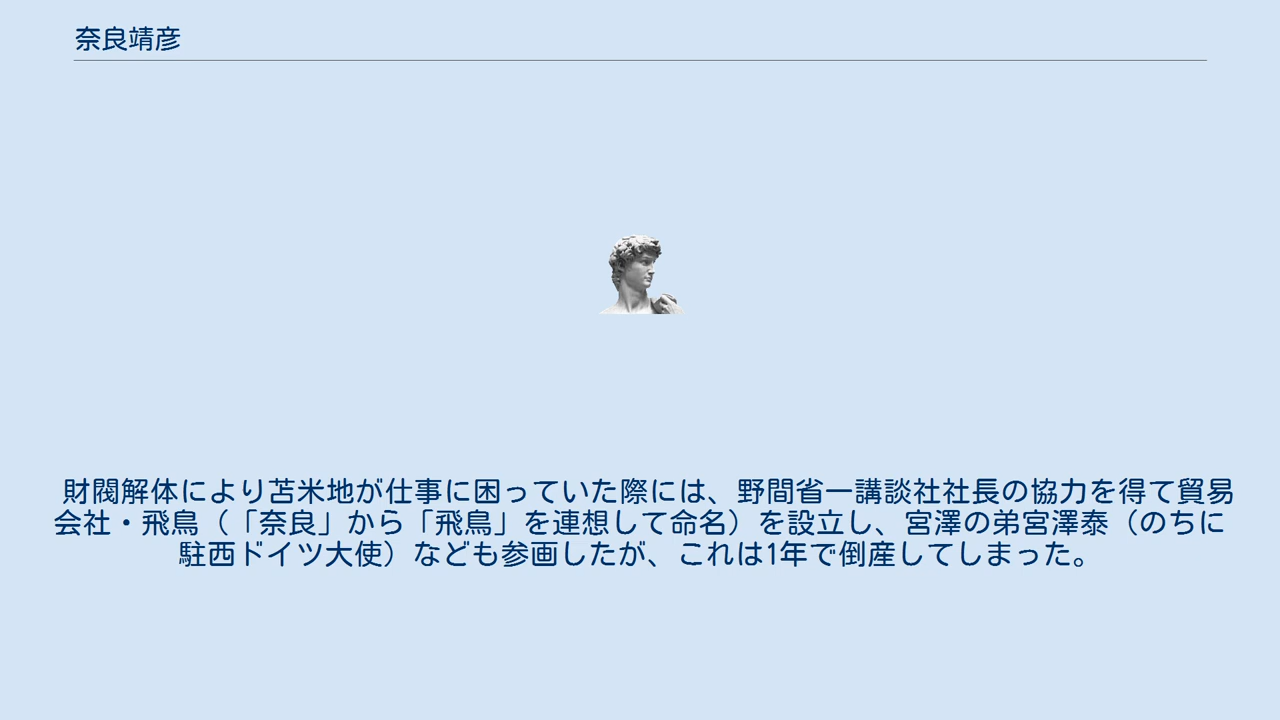 奈良靖彦
財閥解体により苫米地が仕事に困っていた際には、野間省一講談社社長の協力を得て貿易
会社・飛鳥（「奈良」から「飛鳥」を連想して命名）を設立し、宮澤の弟宮澤泰（のちに
駐西ドイツ大使）なども参画したが、これは1年で倒産してしまった。